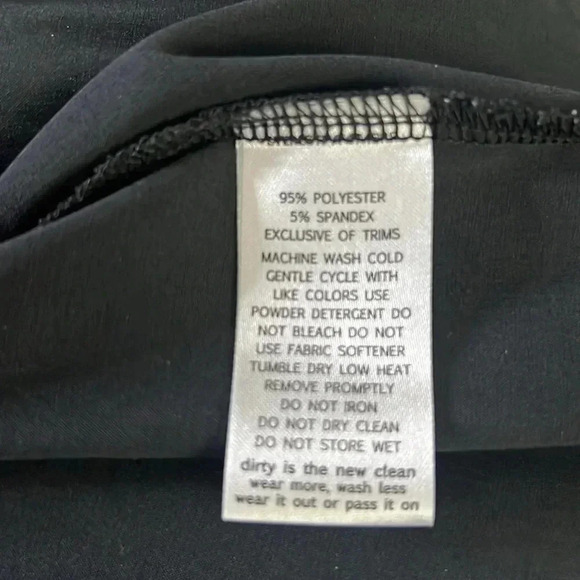 95% POLYESTER
5% SPANDEX
EXCLUSIVE OF TRIMS
MACHINE WASH COLD
GENTLE CYCLE WITH
LIKE COLORS USE
POWDER DETERGENT DO
NOT BLEACH DO NOT
USE FABRIC SOFTENER
TUMBLE DRY LOW HEAT
REMOVE PROMPTLY
DO NOT IRON
DO NOT DRY CLEAN
DO NOT STORE WET
dirty is the new clean
wear more, wash less
wear it out or pass it on